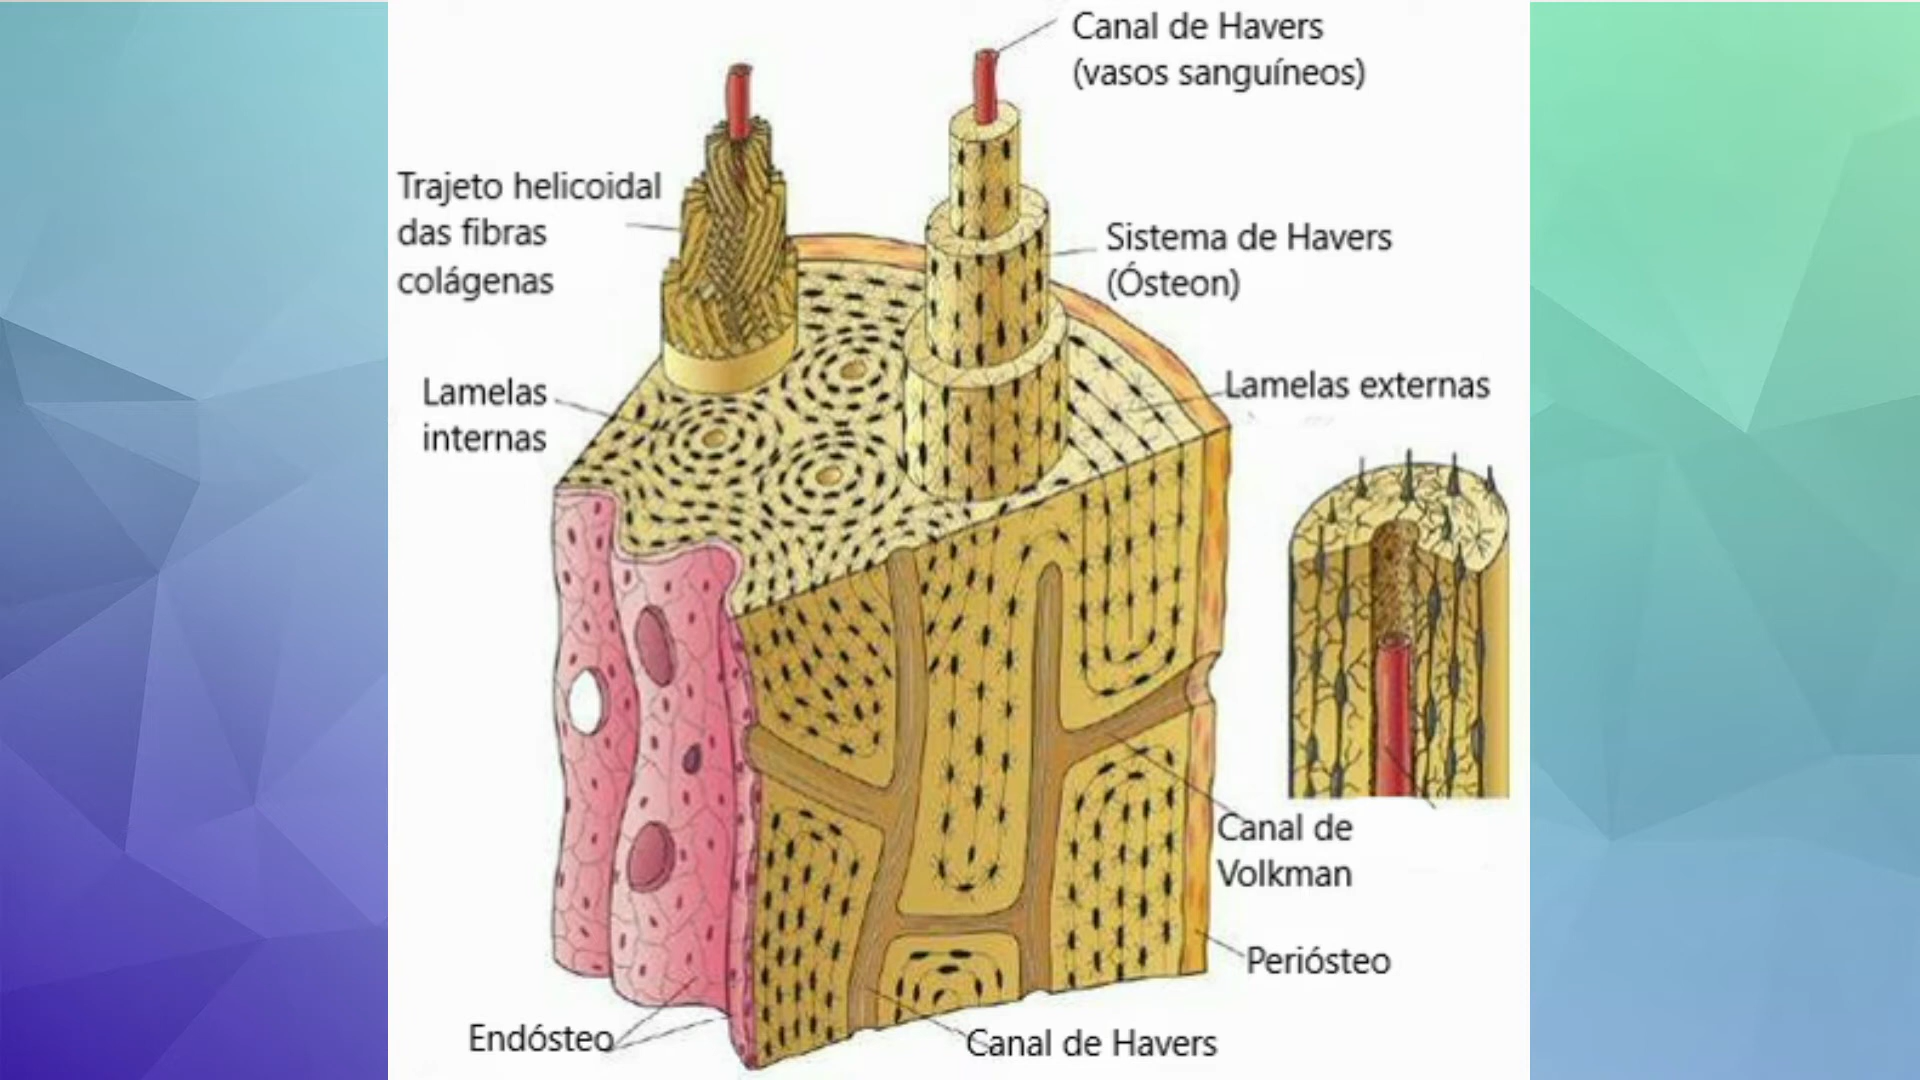 Canal de Havers
(vasos sanguíneos)
Trajeto helicoidal
das fibras
colágenas
Sistema de Havers
(Ósteon)
Lamelas
internas
Lamelas externas
Canal de
Volkman
Periósteo
Endósteo
Canal de Havers